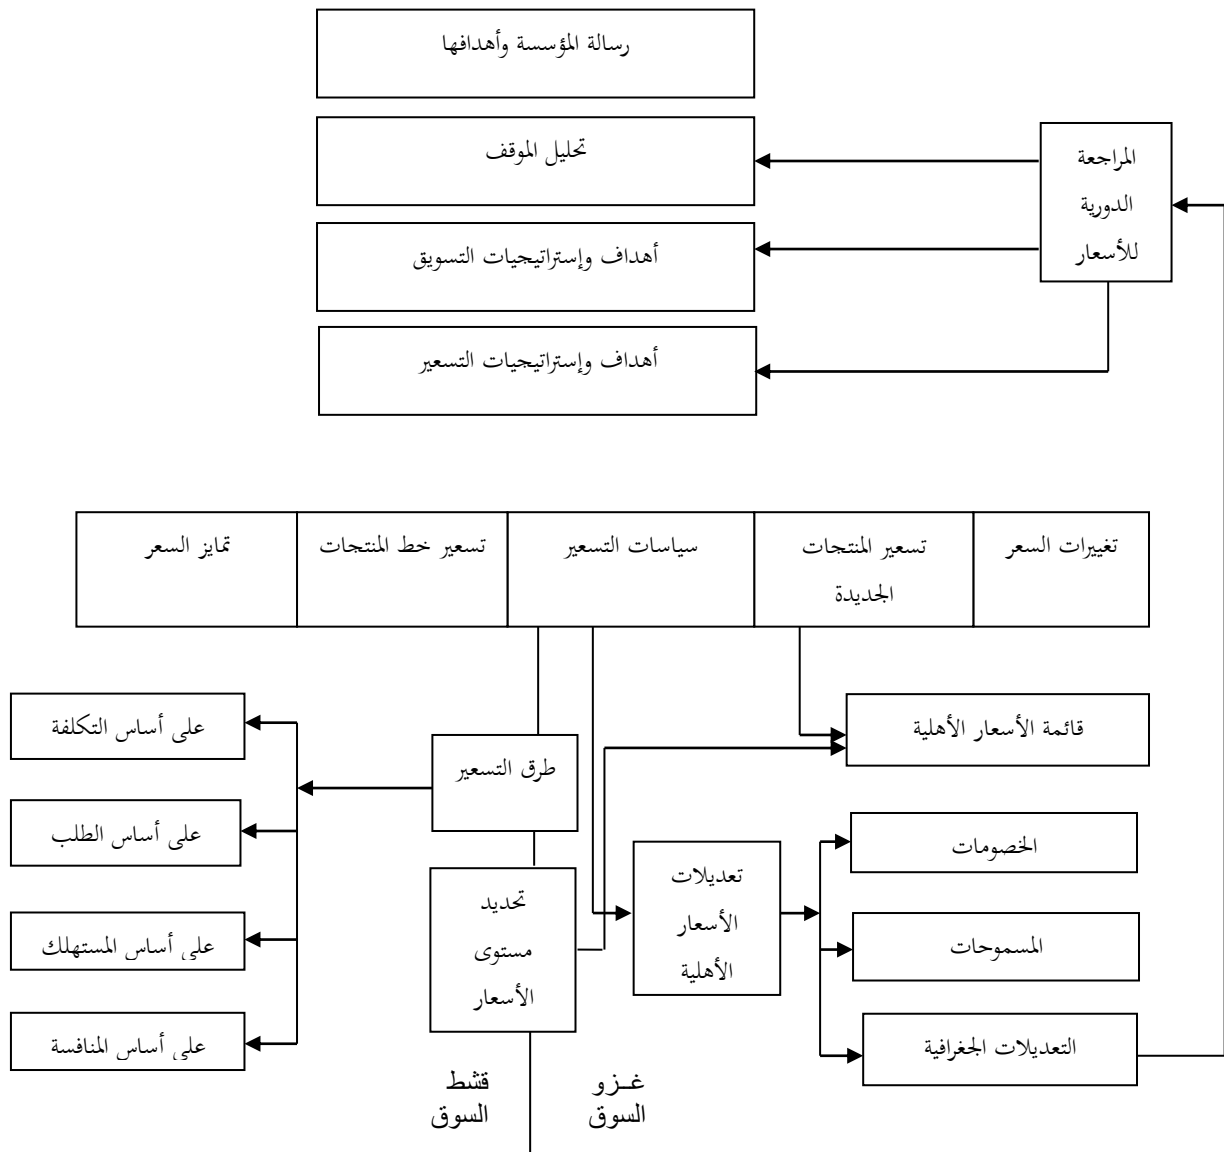 رسالة المؤسسة وأهدافها
تحليل الموقف
المراجعة
الدورية
للأسعار
أهداف وإستراتيجيات التسويق
أهداف وإستراتيجيات التسعير
تغييرات السعر
تسعير المنتجات
الجديدة
سياسات التسعير
تسعير خط المنتجات
تمايز السعر
قائمة الأسعار الأهلية
طرق التسعير
على أساس التكلفة
على أساس الطلب
على أساس المستهلك
على أساس المنافسة
تحديد
مستوى
الأسعار
تعديلات
الأسعار
الأهلية
الخصومات
المسموحات
التعديلات الجغرافية
غـزو
السوق
قشط
السوق